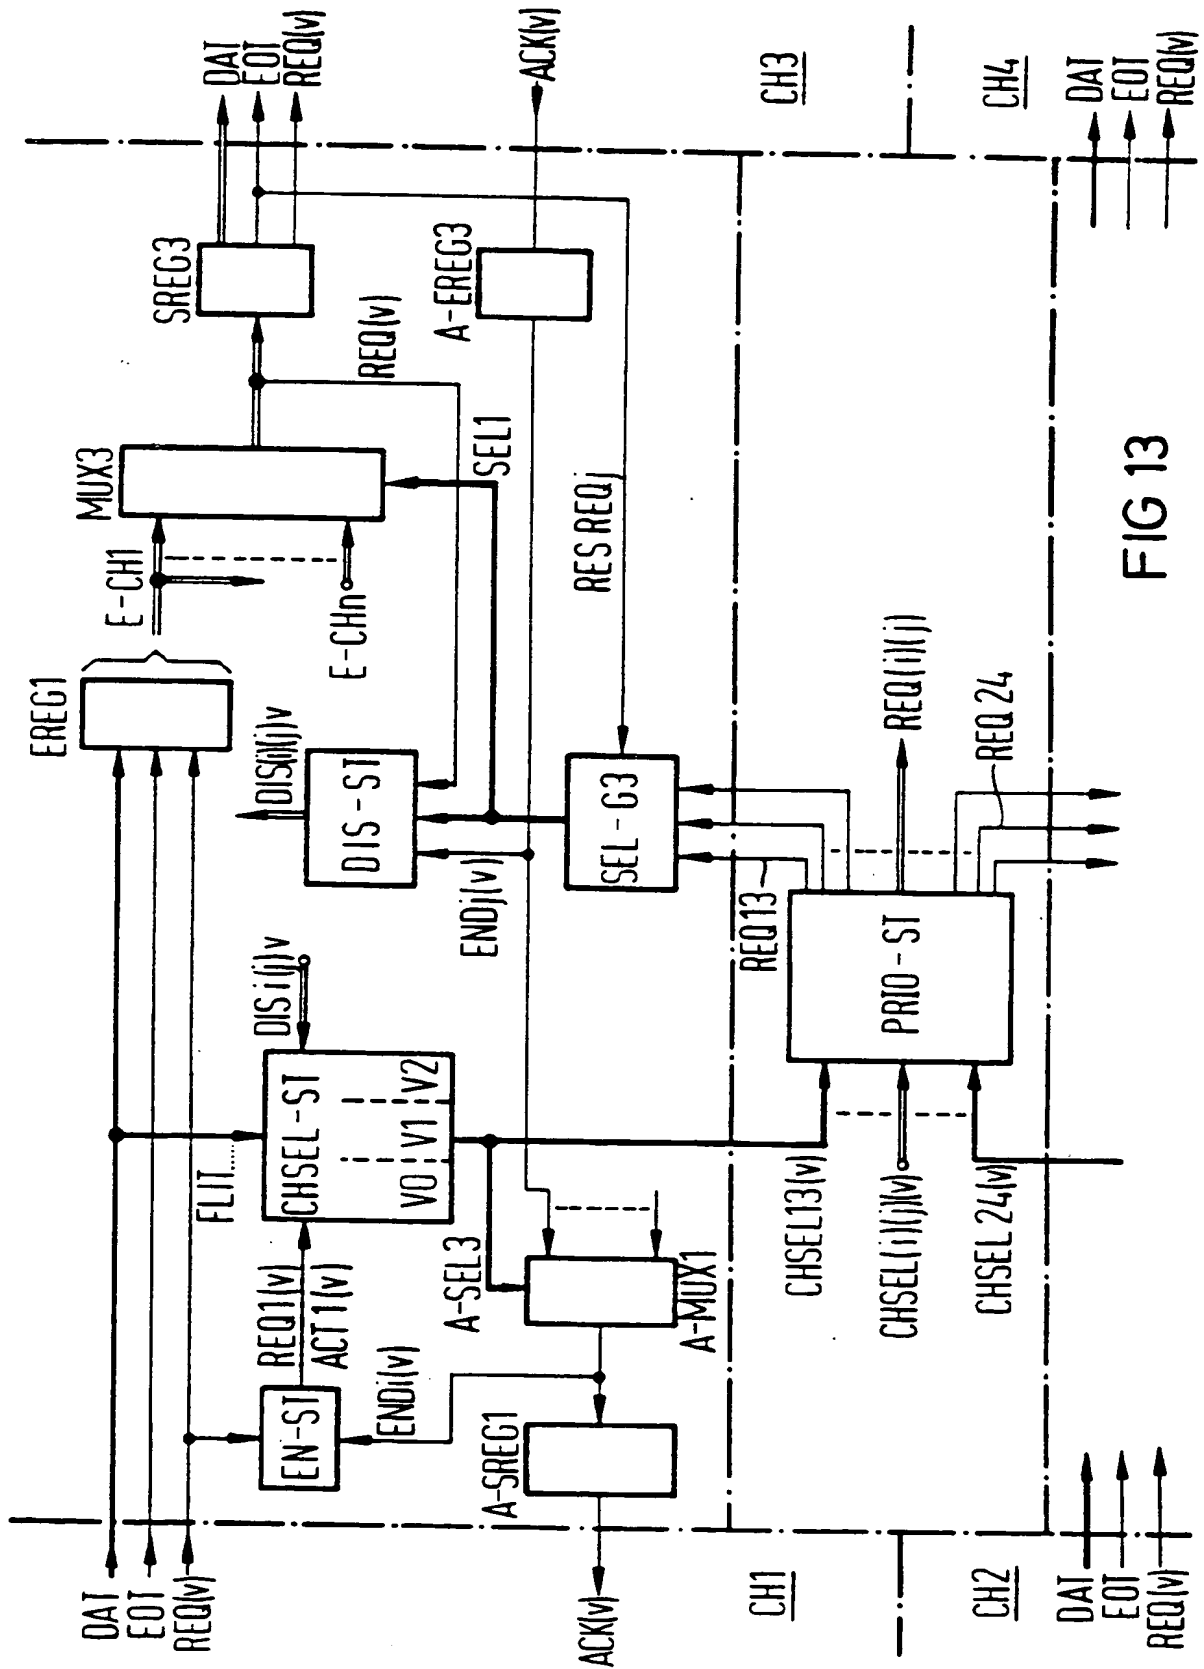 DAT
EOT
REQ(v)
EREG1
E-CH1
MUX3
SREG3
DAT
EOT
REQ(v)
FLIT
DISi(j)v
DIS(i)(j)v
E-CHn
REQ(v)
EN-ST
REQ1(v)
ACT1(v)
CHSEL-ST
V0
V1
V2
DIS-ST
SEL1
A-EREG3
ACK(v)
ENDi(v)
A-SEL3
ENDj(v)
A-SREG1
A-MUX1
SEL-G3
RES REQj
ACK(v)
CH1
CHSEL13(v)
REQ13
CH3
CHSEL(i)(j)(v)
PRIO-ST
REQ(i)(j)
CH2
CHSEL24(v)
REQ 24
CH4
DAT
EOT
REQ(v)
DAT
EOT
REQ(v)
FIG 13